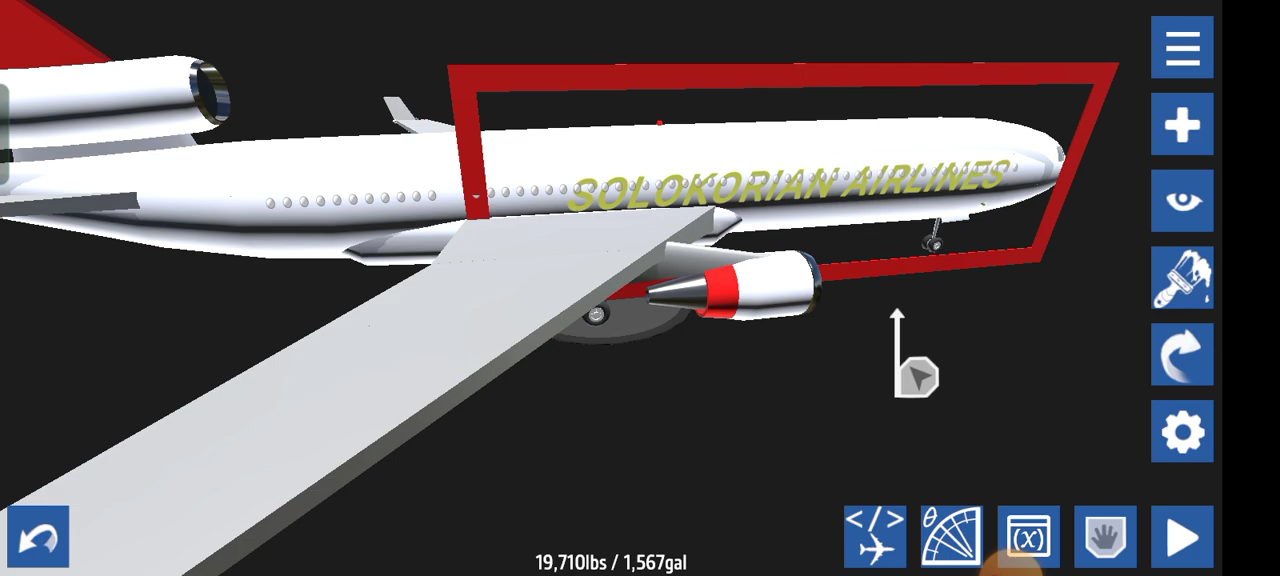 SOLOKORIAN AIRLINES
</>
θ
(x)
19,710lbs / 1,567gal